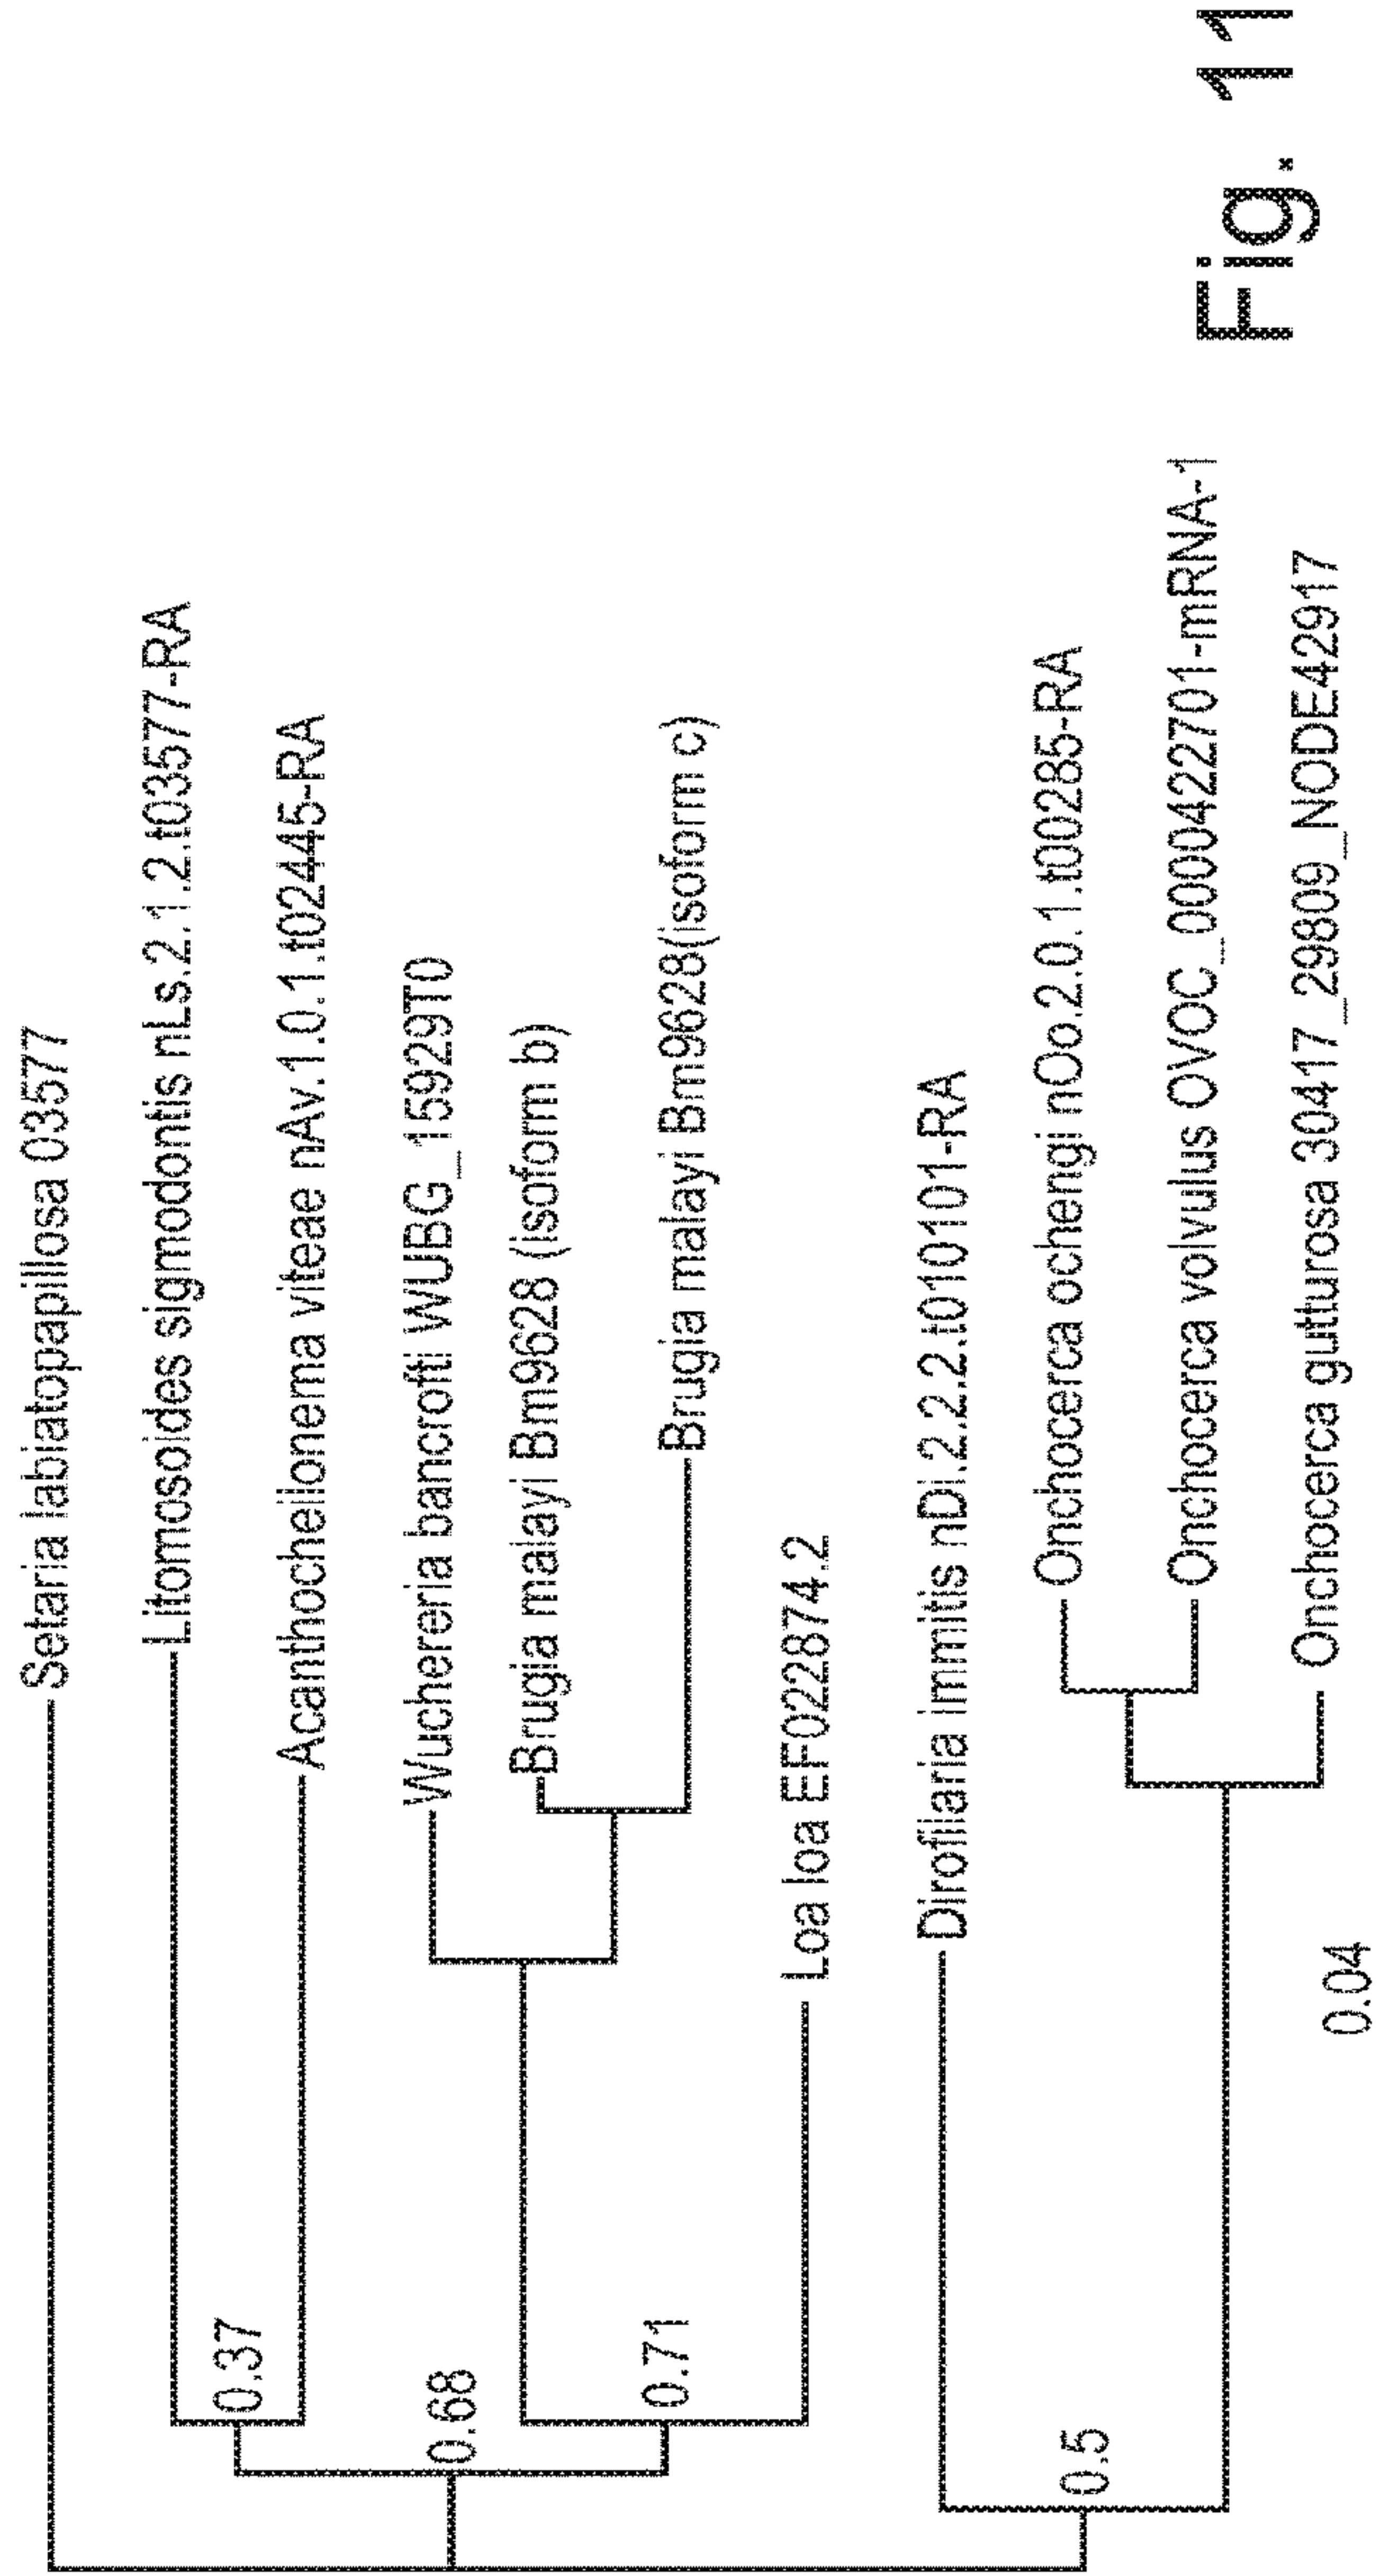 Setaria labiatopapillosa 03577
Litomosoides sigmodontis nLs.2.1.2.t03577-RA
0.37
Acanthocheilonema viteae nAv.1.0.1.t02445-RA
0.68
Wuchereria bancrofti WUBG_15929T0
Brugia malayi Bm9628 (isoform b)
Brugia malayi Bm9628(isoform c)
0.71
Loa loa EF022874.2
Dirofilaria immitis nDi.2.2.2.t01011-RA
0.5
Onchocerca ochengi nOo.2.0.1.t00285-RA
Onchocerca volvulus OVOC_0000422701-mRNA-1
Onchocerca gutturosa 30417_29809_NODE42917
0.04
Fig. 11